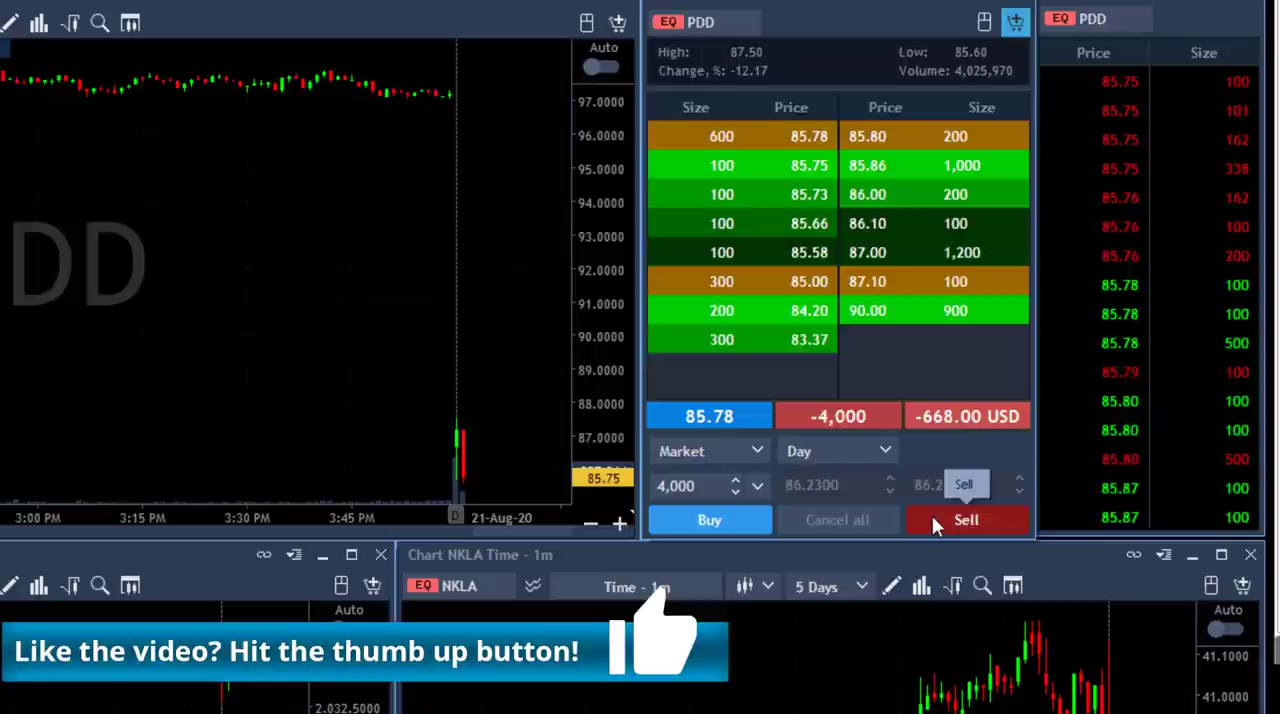 Auto
97.0000
96.0000
95.0000
94.0000
93.0000
92.0000
91.0000
90.0000
89.0000
88.0000
87.0000
85.75
DD
3:00 PM 3:15 PM 3:30 PM 3:45 PM D 21-Aug-20
EQ PDD
High: 87.50 Low: 85.60
Change, %: -12.17 Volume: 4,025,970
Size Price Price Size
600 85.78 85.80 200
100 85.75 85.86 1,000
100 85.73 86.00 200
100 85.66 86.10 100
100 85.58 87.00 1,200
300 85.00 87.10 100
200 84.20 90.00 900
300 83.37
85.78 -4,000 -668.00 USD
Market Day
4,000 86.2300 86.2
Sell
Buy Cancel all Sell
EQ PDD
Price Size
85.75 100
85.75 101
85.75 162
85.75 338
85.76 162
85.76 100
85.76 200
85.78 100
85.78 100
85.78 500
85.79 100
85.80 100
85.80 100
85.80 500
85.87 100
85.87 100
Auto
2,032.5000
Chart NKLA Time - 1m
EQ NKLA Time - 1m 5 Days
Auto
41.1000
41.0000
Like the video? Hit the thumb up button!